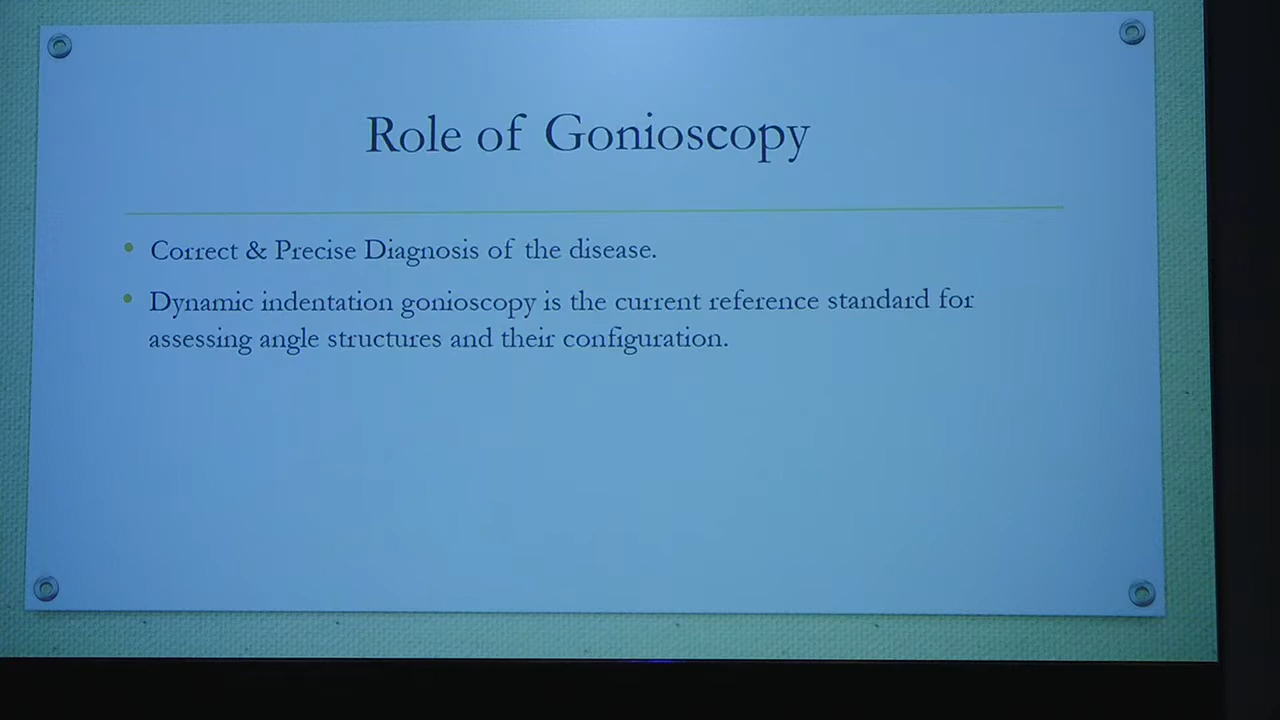 Role of Gonioscopy
• Correct & Precise Diagnosis of the disease.
• Dynamic indentation gonioscopy is the current reference standard for
assessing angle structures and their configuration.